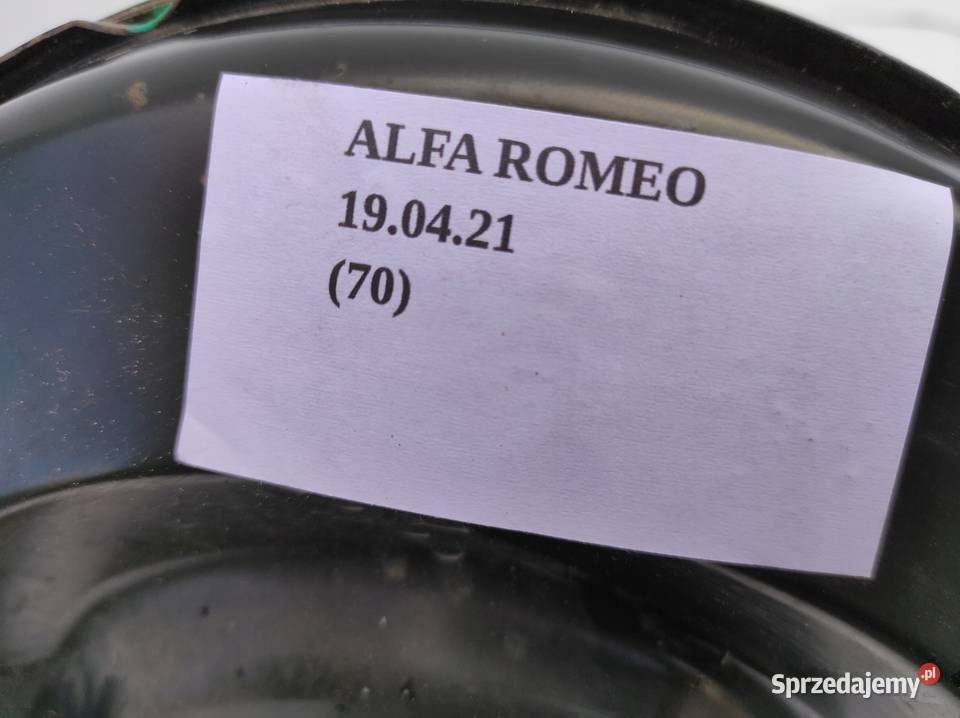 ALFA ROMEO
19.04.21
(70)
Sprzedajemy.pl